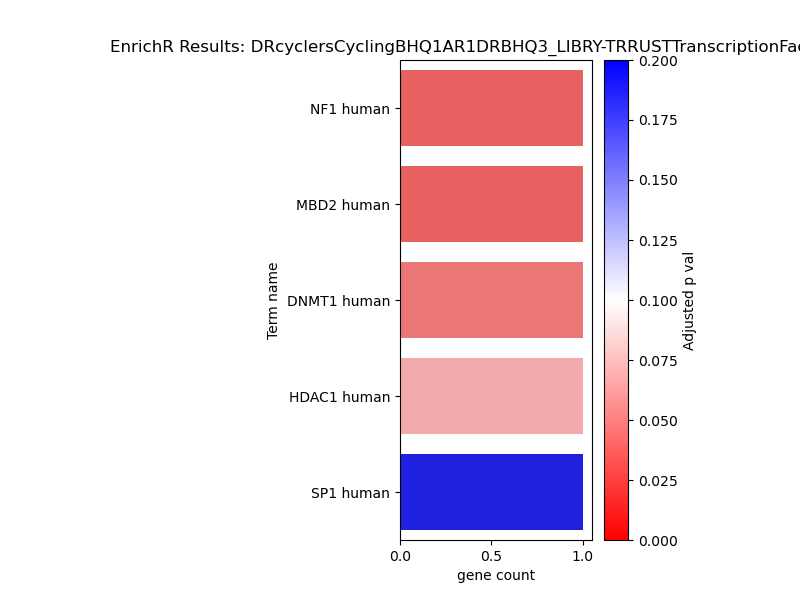 EnrichR Results: DRcyclersCyclingBHQ1AR1DRBHQ3_LIBRY-TRRUSTTranscriptionFac
NF1 human
MBD2 human
DNMT1 human
HDAC1 human
SP1 human
Term name
0.0
0.5
1.0
gene count
0.200
0.175
0.150
0.125
0.100
0.075
0.050
0.025
0.000
Adjusted p val